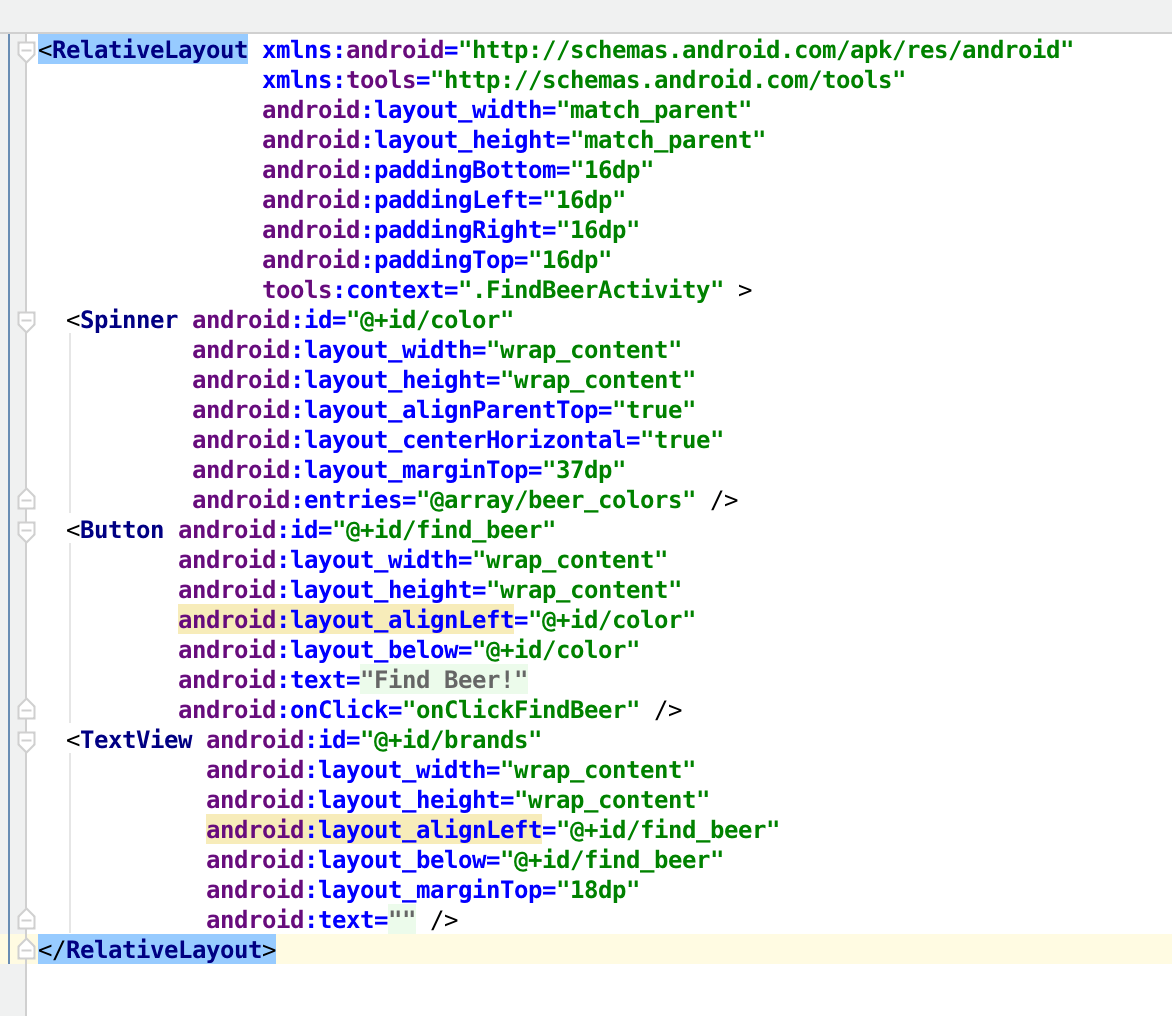 <RelativeLayout xmlns:android="http://schemas.android.com/apk/res/android"
xmlns:tools="http://schemas.android.com/tools"
android:layout_width="match_parent"
android:layout_height="match_parent"
android:paddingBottom="16dp"
android:paddingLeft="16dp"
android:paddingRight="16dp"
android:paddingTop="16dp"
tools:context=".FindBeerActivity" >
<Spinner android:id="@+id/color"
android:layout_width="wrap_content"
android:layout_height="wrap_content"
android:layout_alignParentTop="true"
android:layout_centerHorizontal="true"
android:layout_marginTop="37dp"
android:entries="@array/beer_colors" />
<Button android:id="@+id/find_beer"
android:layout_width="wrap_content"
android:layout_height="wrap_content"
android:layout_alignLeft="@+id/color"
android:layout_below="@+id/color"
android:text="Find Beer!"
android:onClick="onClickFindBeer" />
<TextView android:id="@+id/brands"
android:layout_width="wrap_content"
android:layout_height="wrap_content"
android:layout_alignLeft="@+id/find_beer"
android:layout_below="@+id/find_beer"
android:layout_marginTop="18dp"
android:text="" />
</RelativeLayout>